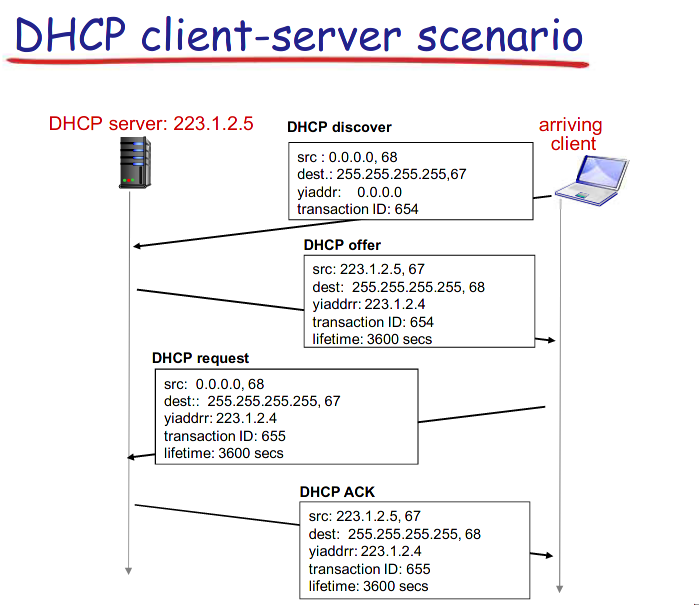 DHCP client-server scenario
DHCP server: 223.1.2.5
arriving
client
DHCP discover
src : 0.0.0.0, 68
dest.: 255.255.255.255,67
yiaddr: 0.0.0.0
transaction ID: 654
DHCP offer
src: 223.1.2.5, 67
dest: 255.255.255.255, 68
yiaddrr: 223.1.2.4
transaction ID: 654
lifetime: 3600 secs
DHCP request
src: 0.0.0.0, 68
dest:: 255.255.255.255, 67
yiaddrr: 223.1.2.4
transaction ID: 655
lifetime: 3600 secs
DHCP ACK
src: 223.1.2.5, 67
dest: 255.255.255.255, 68
yiaddrr: 223.1.2.4
transaction ID: 655
lifetime: 3600 secs